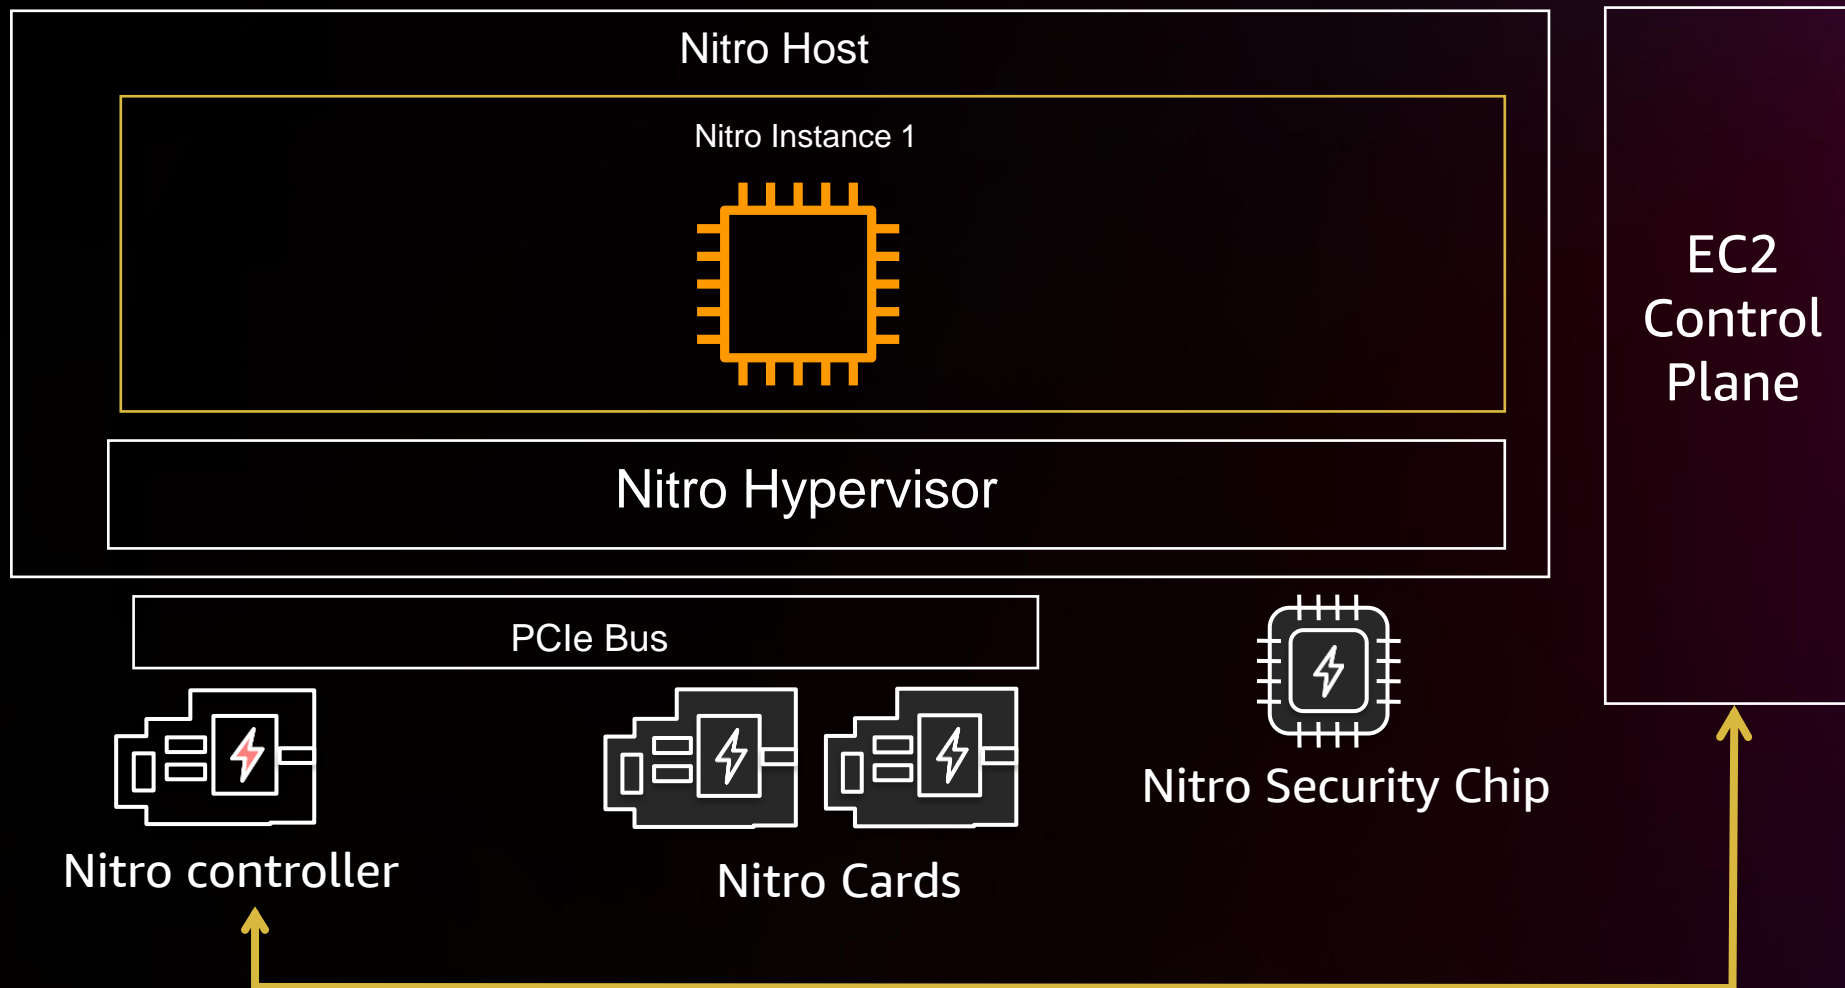 Nitro Host
Nitro Instance 1
EC2
Control
Plane
Nitro Hypervisor
PCIe Bus
Nitro Security Chip
Nitro controller
Nitro Cards